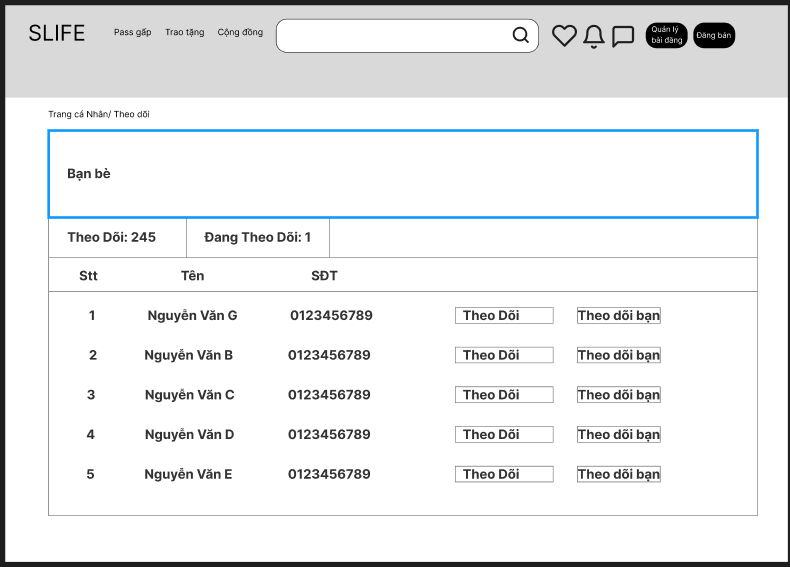 SLIFE Pass gấp Trao tặng Cộng đồng Quản lý bài đăng Đăng bán
Trang cá Nhân/ Theo dõi
Bạn bè
Theo Dõi: 245 Đang Theo Dõi: 1
Stt Tên SĐT
1 Nguyễn Văn G 0123456789 Theo Dõi Theo dõi bạn
2 Nguyễn Văn B 0123456789 Theo Dõi Theo dõi bạn
3 Nguyễn Văn C 0123456789 Theo Dõi Theo dõi bạn
4 Nguyễn Văn D 0123456789 Theo Dõi Theo dõi bạn
5 Nguyễn Văn E 0123456789 Theo Dõi Theo dõi bạn